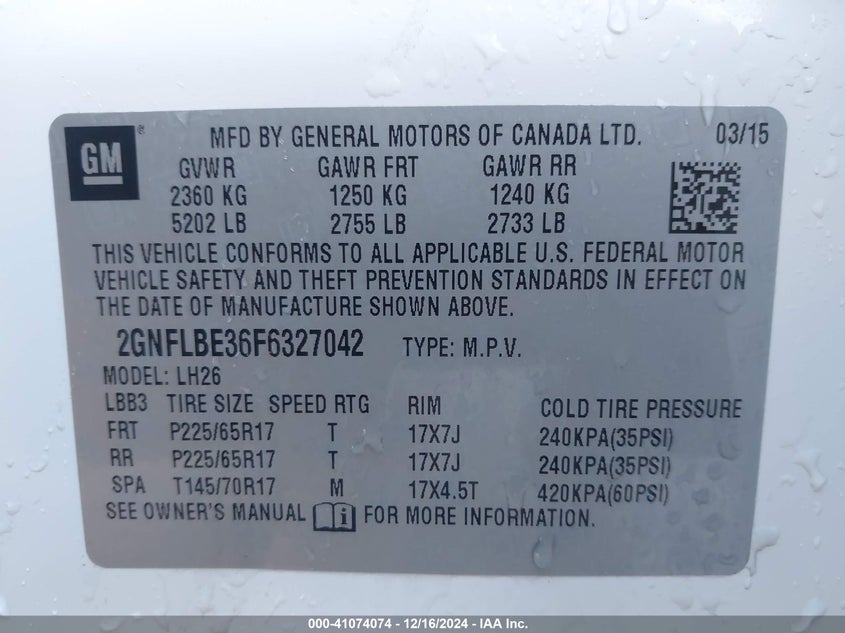 GM ® MFD BY GENERAL MOTORS OF CANADA LTD. 03/15
GVWR GAWR FRT GAWR RR
2360 KG 1250 KG 1240 KG
5202 LB 2755 LB 2733 LB
THIS VEHICLE CONFORMS TO ALL APPLICABLE U.S. FEDERAL MOTOR
VEHICLE SAFETY AND THEFT PREVENTION STANDARDS IN EFFECT ON
THE DATE OF MANUFACTURE SHOWN ABOVE.
2GNFLBE36F6327042 TYPE: M.P.V.
MODEL: LH26
LBB3 TIRE SIZE SPEED RTG RIM COLD TIRE PRESSURE
FRT P225/65R17 T 17X7J 240KPA(35PSI)
RR P225/65R17 T 17X7J 240KPA(35PSI)
SPA T145/70R17 M 17X4.5T 420KPA(60PSI)
SEE OWNER'S MANUAL i FOR MORE INFORMATION.
000-41074074 / 12/16/2024 - IAA Inc.